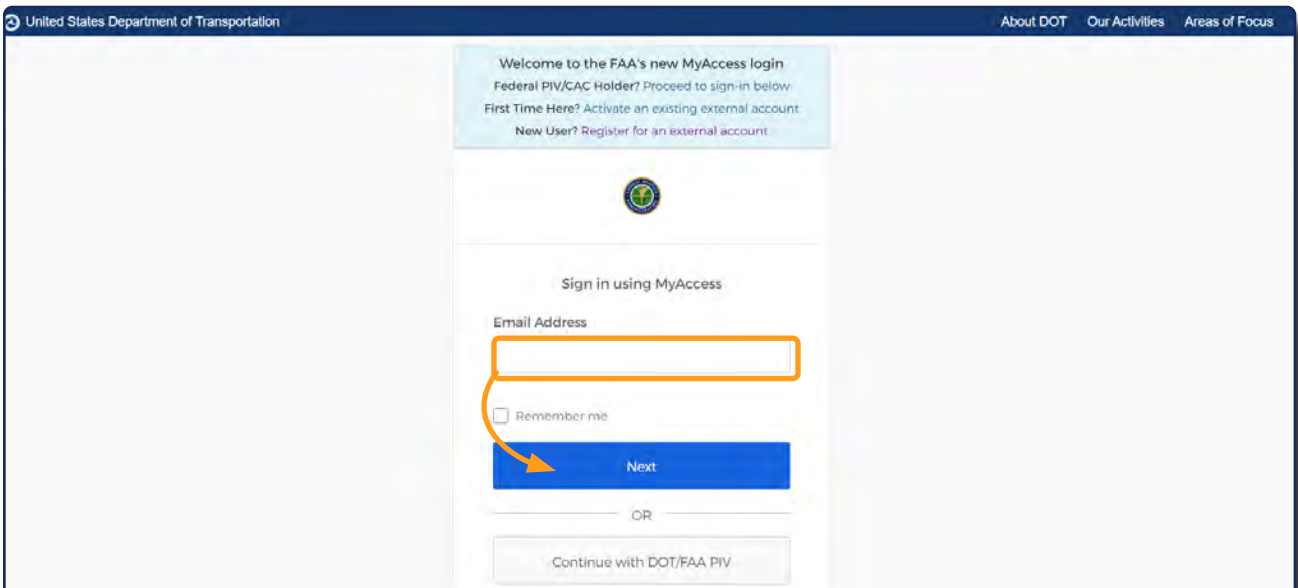 United States Department of Transportation
About DOT Our Activities Areas of Focus
Welcome to the FAA's new MyAccess login
Federal PIV/CAC Holder? Proceed to sign-in below
First Time Here? Activate an existing external account
New User? Register for an external account
Sign in using MyAccess
Email Address
Remember me
Next
OR
Continue with DOT/FAA PIV